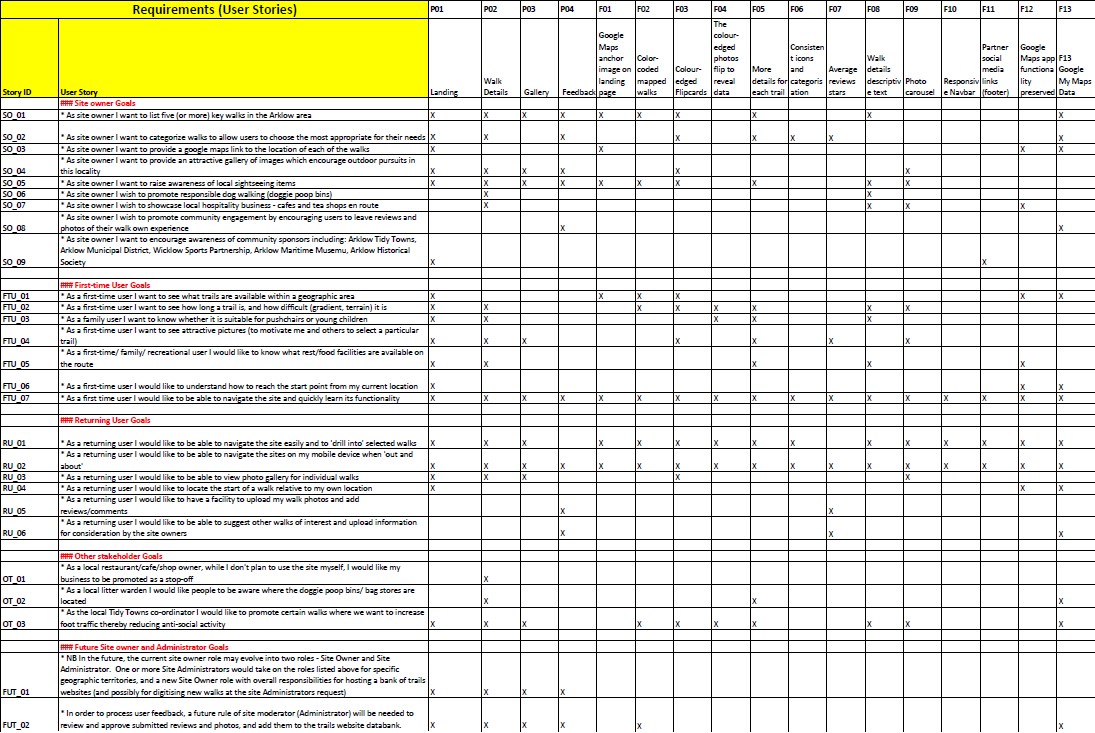 Requirements (User Stories) P01 P02 P03 P04 F01 F02 F03 F04 F05 F06 F07 F08 F09 F10 F11 F12 F13
Story ID
User Story
Landing
Walk
Details
Gallery
Feedback
Google
Maps
anchor
image on
landing
page
Color-
coded
mapped
walks
Colour-
edged
Flipcards
The
colour-
edged
photos
flip to
reveal
data
More
details for
each trail
Consisten
t icons
and
categoris
ation
Average
reviews
stars
Walk
details
descriptiv
e text
Photo
carousel
Responsiv
e Navbar
Partner
social
media
links
(footer)
Google
Maps app
functiona
lity
preserved
F13
Google
My Maps
Data
### Site owner Goals
SO_01 * As site owner I want to list five (or more) key walks in the Arklow area X X X X X X X X X X
SO_02 * As site owner I want to categorize walks to allow users to choose the most appropriate for their needs X X X X X X X X
SO_03 * As site owner I want to provide a google maps link to the location of each of the walks X X X X
* As site owner I want to provide an attractive gallery of images which encourage outdoor pursuits in
SO_04 this locality X X X X X X
SO_05 * As site owner I want to raise awareness of local sightseeing items X X X X X X X X X X X
SO_06 * As site owner I wish to promote responsible dog walking (doggie poop bins) X X
SO_07 * As site owner I wish to showcase local hospitality business - cafes and tea shops en route X X X X
* As site owner I wish to promote community engagement by encouraging users to leave reviews and
SO_08 photos of their walk own experience X X
* As site owner I want to encourage awareness of community sponsors including: Arklow Tidy Towns,
Arklow Municipal District, Wicklow Sports Partnership, Arklow Maritime Musemu, Arklow Historical
SO_09 Society X X
### First-time User Goals
FTU_01 * As a first-time user I want to see what trails are available within a geographic area X X X X X X
FTU_02 * As a first-time user I want to see how long a trail is, and how difficult (gradient, terrain) it is X X X X X X X X
FTU_03 * As a family user I want to know whether it is suitable for pushchairs or young children X X X X X
* As a first-time user I want to see attractive pictures (to motivate me and others to select a particular
FTU_04 trail) X X X X X X X
* As a first-time/ family/ recreational user I would like to know what rest/food facilities are available on
FTU_05 the route X X X X X
FTU_06 * As a first-time user I would like to understand how to reach the start point from my current location X X X
FTU_07 * As a first time user I would like to be able to navigate the site and quickly learn its functionality X X X X X X X X X X X X X X X X X
### Returning User Goals
RU_01 * As a returning user I would like to be able to navigate the site easily and to 'drill into' selected walks X X X X X X X X X X X X X X X
* As a returning user I would like to be able to navigate the sites on my mobile device when 'out and
RU_02 about' X X X X X X X X X X X X X X X X X
RU_03 * As a returning user I would like to be able to view photo gallery for individual walks X X X X X
RU_04 * As a returning user I would like to locate the start of a walk relative to my own location X X X
* As a returning user I would like to have a facility to upload my walk photos and add
RU_05 reviews/comments X X
* As a returning user I would like to be able to suggest other walks of interest and upload information
RU_06 for consideration by the site owners X X X
### Other stakeholder Goals
* As a local restaurant/cafe/shop owner, while I don't plan to use the site myself, I would like my
OT_01 business to be promoted as a stop-off X
* As a local litter warden I would like people to be aware where the doggie poop bins/ bag stores are
OT_02 located X X X
* As the local Tidy Towns co-ordinator I would like to promote certain walks where we want to increase
OT_03 foot traffic thereby reducing anti-social activity X X X X X X X X X X
### Future Site owner and Administrator Goals
* NB In the future, the current site owner role may evolve into two roles - Site Owner and Site
Administrator. One or more Site Administrators would take on the roles listed above for specific
geographic territories, and a new Site Owner role with overall responsibilities for hosting a bank of trails
FUT_01 websites (and possibly for digitising new walks at the site Administrators request) X X X X
* In order to process user feedback, a future rule of site moderator (Administrator) will be needed to
FUT_02 review and approve submitted reviews and photos, and add them to the trails website databank. X X X X X X